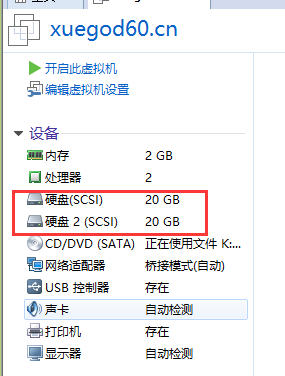 xuegod60.cn
开启此虚拟机
编辑虚拟机设置
设备
内存 2 GB
处理器 2
硬盘(SCSI) 20 GB
硬盘 2 (SCSI) 20 GB
CD/DVD (SATA) 正在使用文件 K:...
网络适配器 桥接模式(自动)
USB 控制器 存在
声卡 自动检测
打印机 存在
显示器 自动检测